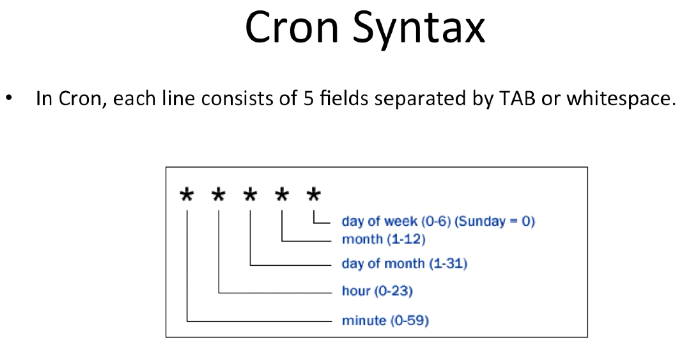 Cron Syntax
• In Cron, each line consists of 5 fields separated by TAB or whitespace.
* * * * *
day of week (0-6) (Sunday = 0)
month (1-12)
day of month (1-31)
hour (0-23)
minute (0-59)